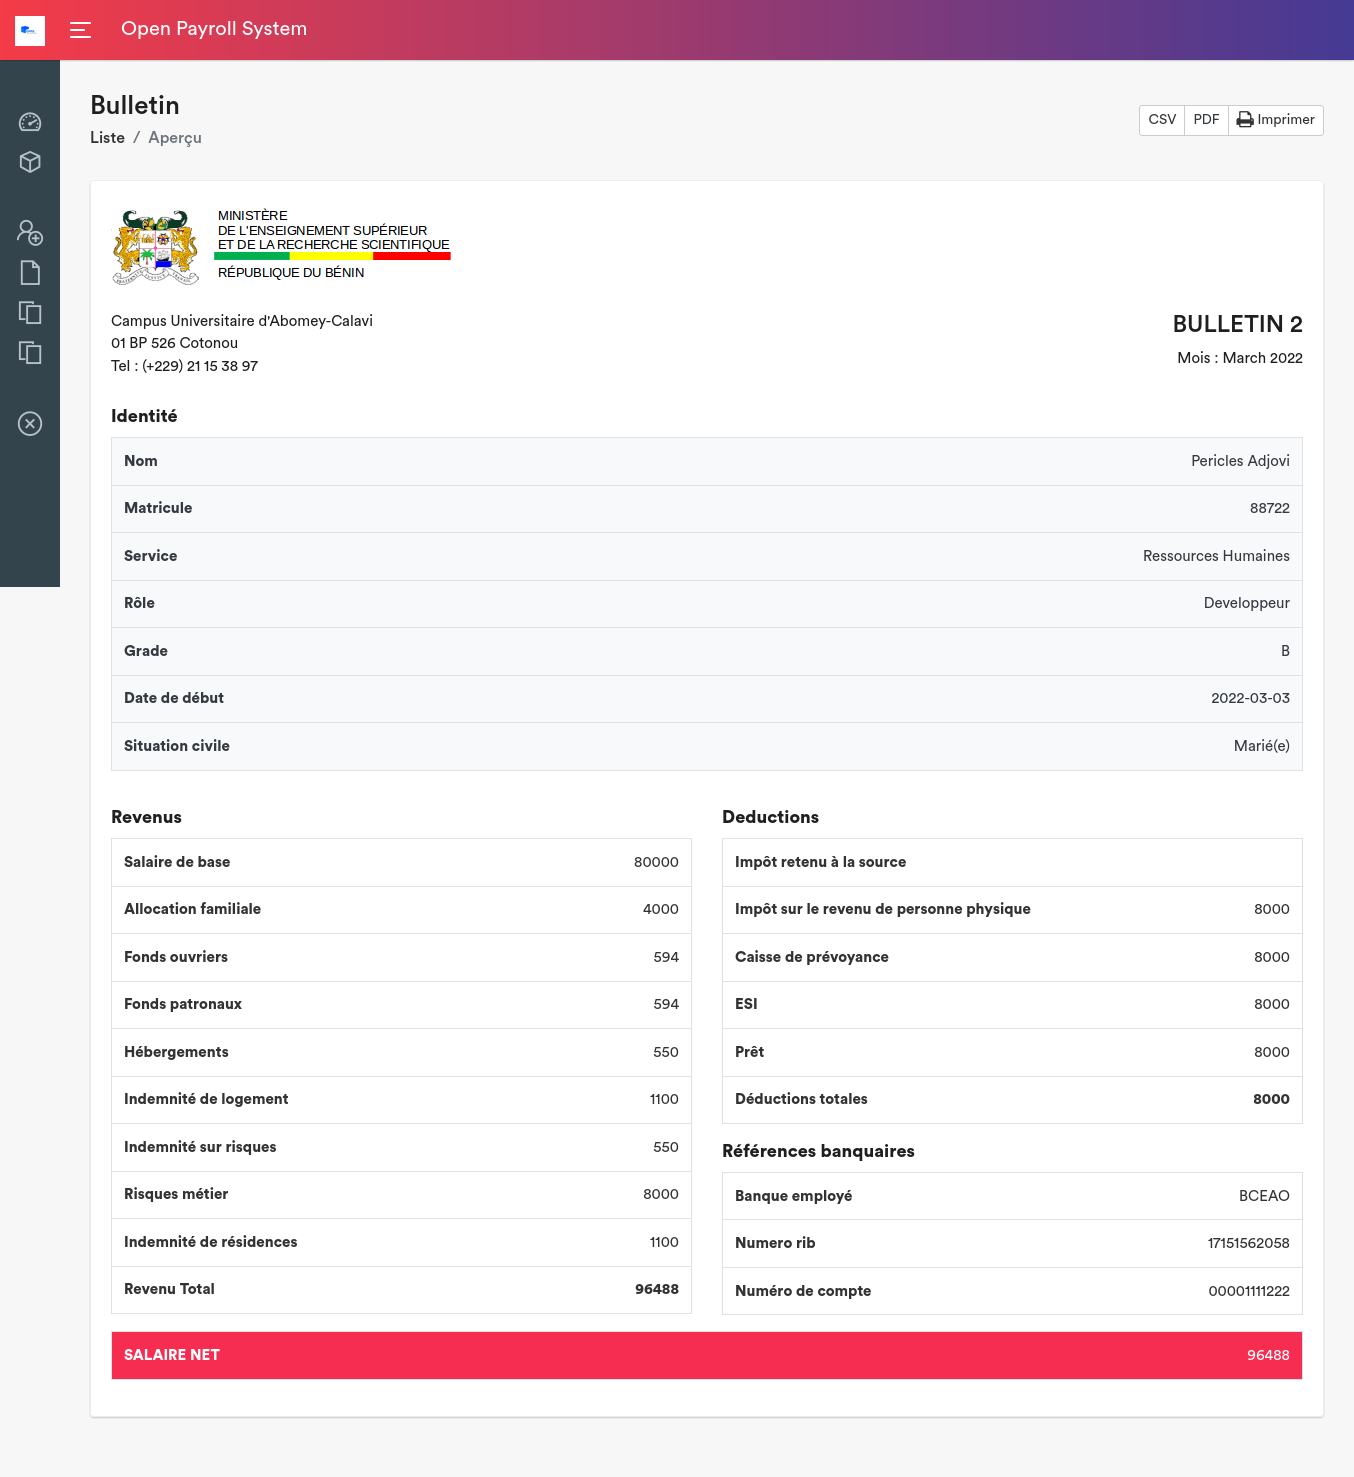 Open Payroll System
Bulletin
Liste / Aperçu
CSV PDF Imprimer
MINISTÈRE
DE L'ENSEIGNEMENT SUPÉRIEUR
ET DE LA RECHERCHE SCIENTIFIQUE
RÉPUBLIQUE DU BÉNIN
Campus Universitaire d'Abomey-Calavi
01 BP 526 Cotonou
Tel : (+229) 21 15 38 97
BULLETIN 2
Mois : March 2022
Identité
Nom Pericles Adjovi
Matricule 88722
Service Ressources Humaines
Rôle Developpeur
Grade B
Date de début 2022-03-03
Situation civile Marié(e)
Revenus
Salaire de base 80000
Allocation familiale 4000
Fonds ouvriers 594
Fonds patronaux 594
Hébergements 550
Indemnité de logement 1100
Indemnité sur risques 550
Risques métier 8000
Indemnité de résidences 1100
Revenu Total 96488
Deductions
Impôt retenu à la source
Impôt sur le revenu de personne physique 8000
Caisse de prévoyance 8000
ESI 8000
Prêt 8000
Déductions totales 8000
Références banquaires
Banque employé BCEAO
Numero rib 17151562058
Numéro de compte 00001111222
SALAIRE NET 96488